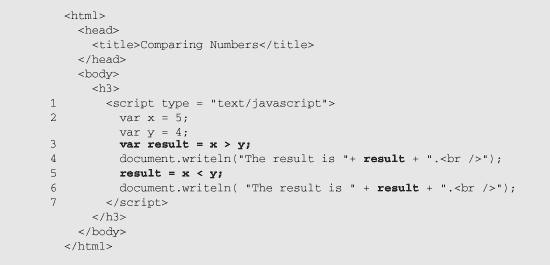 <html>
<head>
<title>Comparing Numbers</title>
</head>
<body>
<h3>
1 <script type = "text/javascript">
2 var x = 5;
var y = 4;
3 var result = x > y;
4 document.writeln("The result is "+ result + ".<br />");
5 result = x < y;
6 document.writeln( "The result is " + result + ".<br />");
7 </script>
</h3>
</body>
</html>